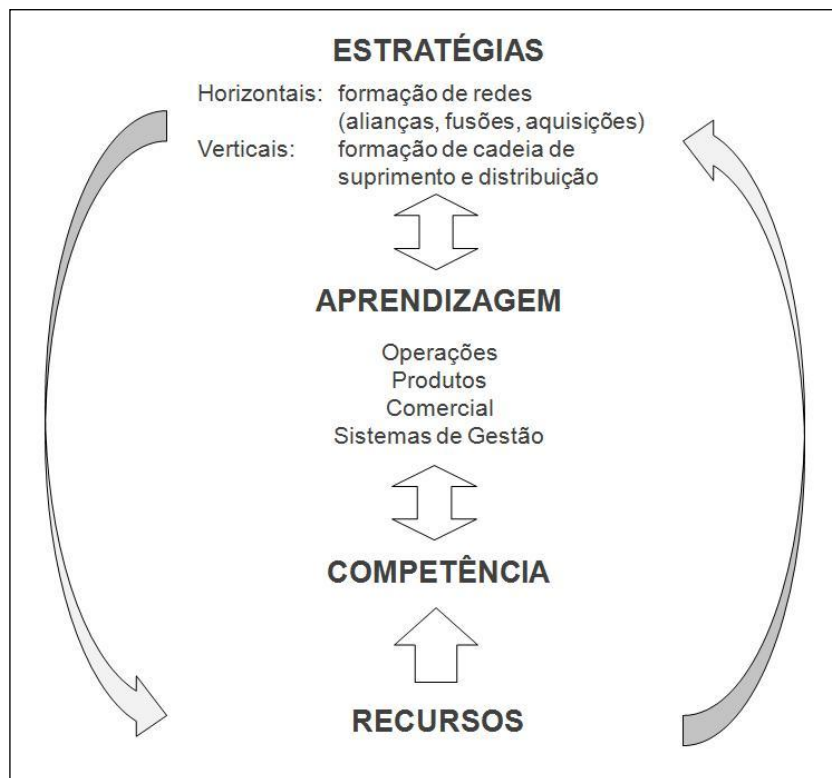 ESTRATÉGIAS
Horizontais: formação de redes
(alianças, fusões, aquisições)
Verticais: formação de cadeia de
suprimento e distribuição
APRENDIZAGEM
Operações
Produtos
Comercial
Sistemas de Gestão
COMPETÊNCIA
RECURSOS